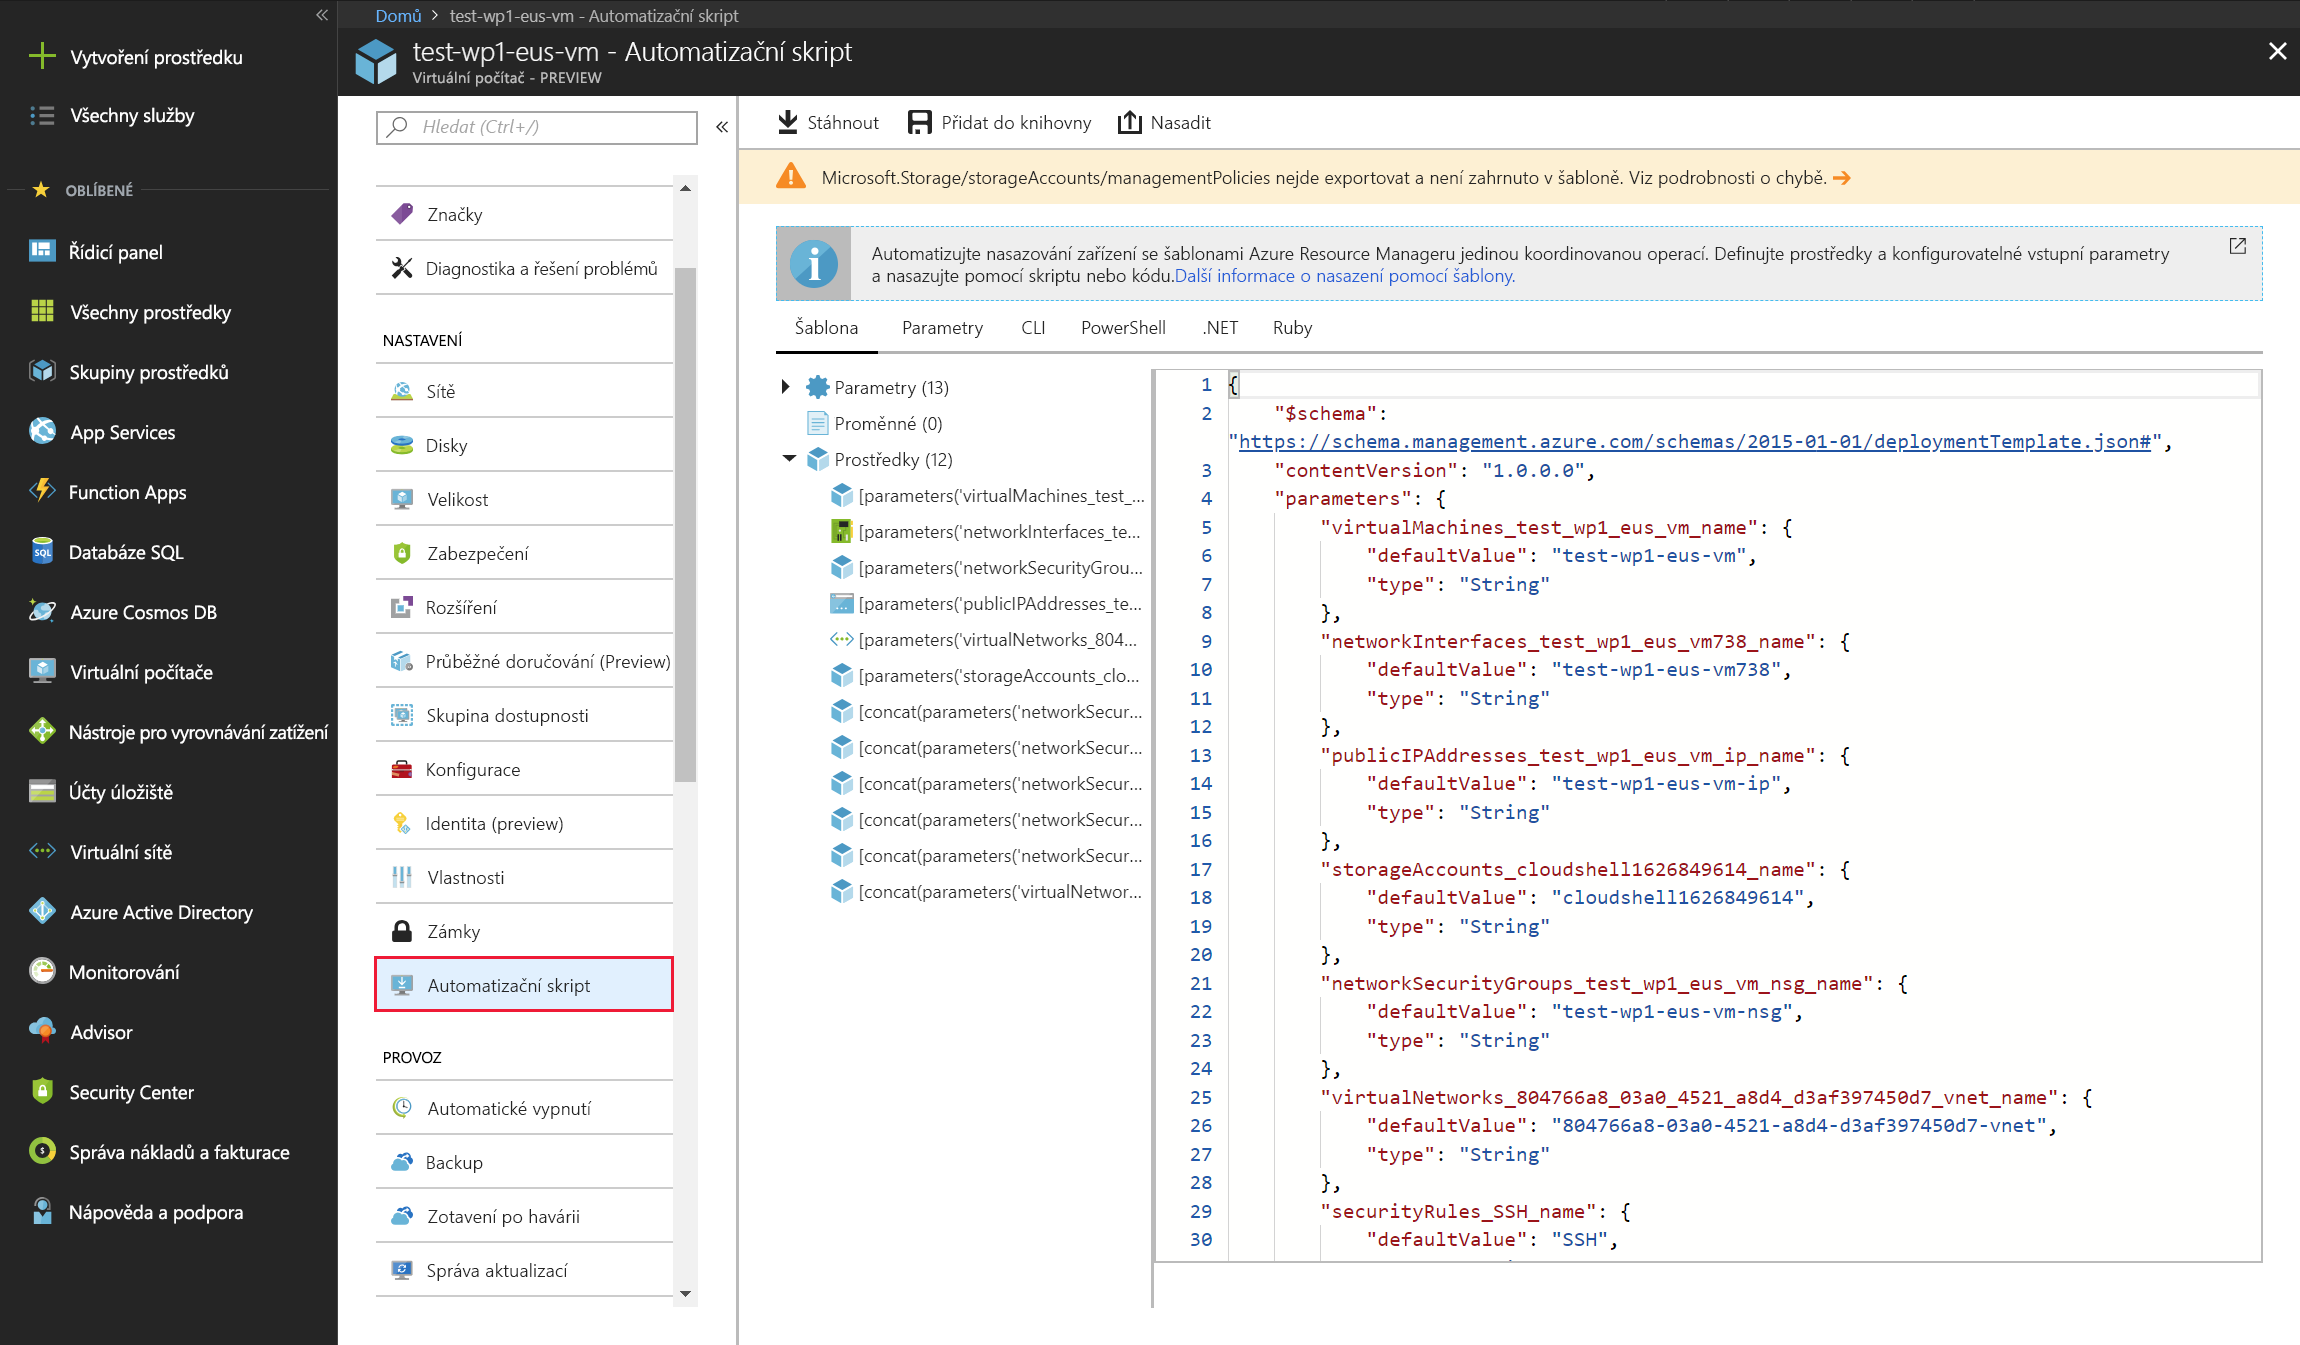 Domů > test-wp1-eus-vm - Automatizační skript
test-wp1-eus-vm - Automatizační skript
Virtuální počítač - PREVIEW
Vytvoření prostředku
Všechny služby
OBLÍBENÉ
Řídicí panel
Všechny prostředky
Skupiny prostředků
App Services
Function Apps
Databáze SQL
Azure Cosmos DB
Virtuální počítače
Nástroje pro vyrovnávání zatížení
Účty úložiště
Virtuální sítě
Azure Active Directory
Monitorování
Advisor
Security Center
Správa nákladů a fakturace
Nápověda a podpora
Hledat (Ctrl+/)
Značky
Diagnostika a řešení problémů
NASTAVENÍ
Sítě
Disky
Velikost
Zabezpečení
Rozšíření
Průběžné doručování (Preview)
Skupina dostupnosti
Konfigurace
Identita (preview)
Vlastnosti
Zámky
Automatizační skript
PROVOZ
Automatické vypnutí
Backup
Zotavení po havárii
Správa aktualizací
Stáhnout Přidat do knihovny Nasadit
Microsoft.Storage/storageAccounts/managementPolicies nejde exportovat a není zahrnuto v šabloně. Viz podrobnosti o chybě.
Automatizujte nasazování zařízení se šablonami Azure Resource Manageru jedinou koordinovanou operací. Definujte prostředky a konfigurovatelné vstupní parametry
a nasazujte pomocí skriptu nebo kódu.Další informace o nasazení pomocí šablony.
Šablona Parametry CLI PowerShell .NET Ruby
Parametry (13)
Proměnné (0)
Prostředky (12)
[parameters('virtualMachines_test_...
[parameters('networkInterfaces_te...
[parameters('networkSecurityGrou...
[parameters('publicIPAddresses_te...
[parameters('virtualNetworks_804...
[parameters('storageAccounts_clo...
[concat(parameters('networkSecur...
[concat(parameters('networkSecur...
[concat(parameters('networkSecur...
[concat(parameters('networkSecur...
[concat(parameters('networkSecur...
[concat(parameters('virtualNetwor...
1 {
2 "$schema":
"https://schema.management.azure.com/schemas/2015-01-01/deploymentTemplate.json#",
3 "contentVersion": "1.0.0.0",
4 "parameters": {
5 "virtualMachines_test_wp1_eus_vm_name": {
6 "defaultValue": "test-wp1-eus-vm",
7 "type": "String"
8 },
9 "networkInterfaces_test_wp1_eus_vm738_name": {
10 "defaultValue": "test-wp1-eus-vm738",
11 "type": "String"
12 },
13 "publicIPAddresses_test_wp1_eus_vm_ip_name": {
14 "defaultValue": "test-wp1-eus-vm-ip",
15 "type": "String"
16 },
17 "storageAccounts_cloudshell1626849614_name": {
18 "defaultValue": "cloudshell1626849614",
19 "type": "String"
20 },
21 "networkSecurityGroups_test_wp1_eus_vm_nsg_name": {
22 "defaultValue": "test-wp1-eus-vm-nsg",
23 "type": "String"
24 },
25 "virtualNetworks_804766a8_03a0_4521_a8d4_d3af397450d7_vnet_name": {
26 "defaultValue": "804766a8-03a0-4521-a8d4-d3af397450d7-vnet",
27 "type": "String"
28 },
29 "securityRules_SSH_name": {
30 "defaultValue": "SSH",